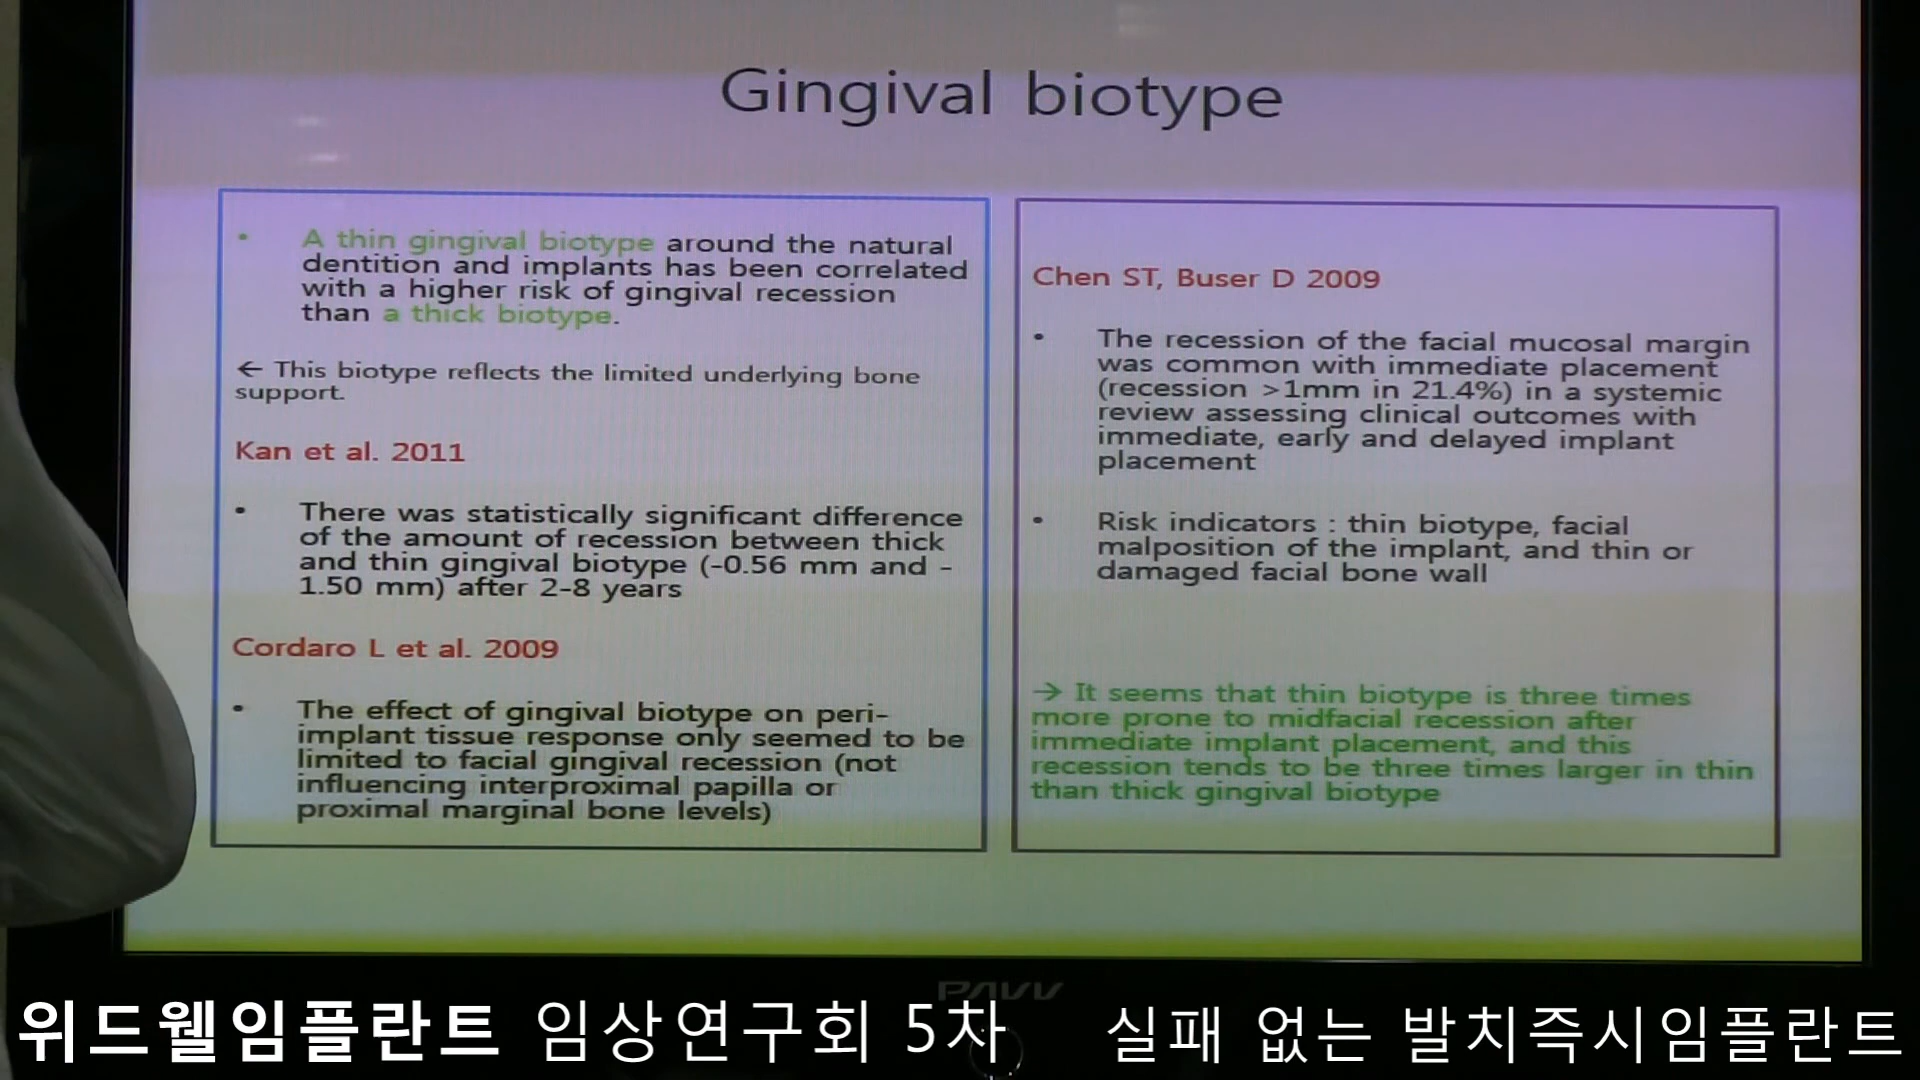 Gingival biotype
• A thin gingival biotype around the natural
dentition and implants has been correlated
with a higher risk of gingival recession
than a thick biotype.
← This biotype reflects the limited underlying bone
support.
Kan et al. 2011
• There was statistically significant difference
of the amount of recession between thick
and thin gingival biotype (-0.56 mm and -
1.50 mm) after 2-8 years
Cordaro L et al. 2009
• The effect of gingival biotype on peri-
implant tissue response only seemed to be
limited to facial gingival recession (not
influencing interproximal papilla or
proximal marginal bone levels)
Chen ST, Buser D 2009
• The recession of the facial mucosal margin
was common with immediate placement
(recession >1mm in 21.4%) in a systemic
review assessing clinical outcomes with
immediate, early and delayed implant
placement
• Risk indicators : thin biotype, facial
malposition of the implant, and thin or
damaged facial bone wall
→ It seems that thin biotype is three times
more prone to midfacial recession after
immediate implant placement, and this
recession tends to be three times larger in thin
than thick gingival biotype
PAVV
위드웰임플란트 임상연구회 5차 실패 없는 발치즉시임플란트